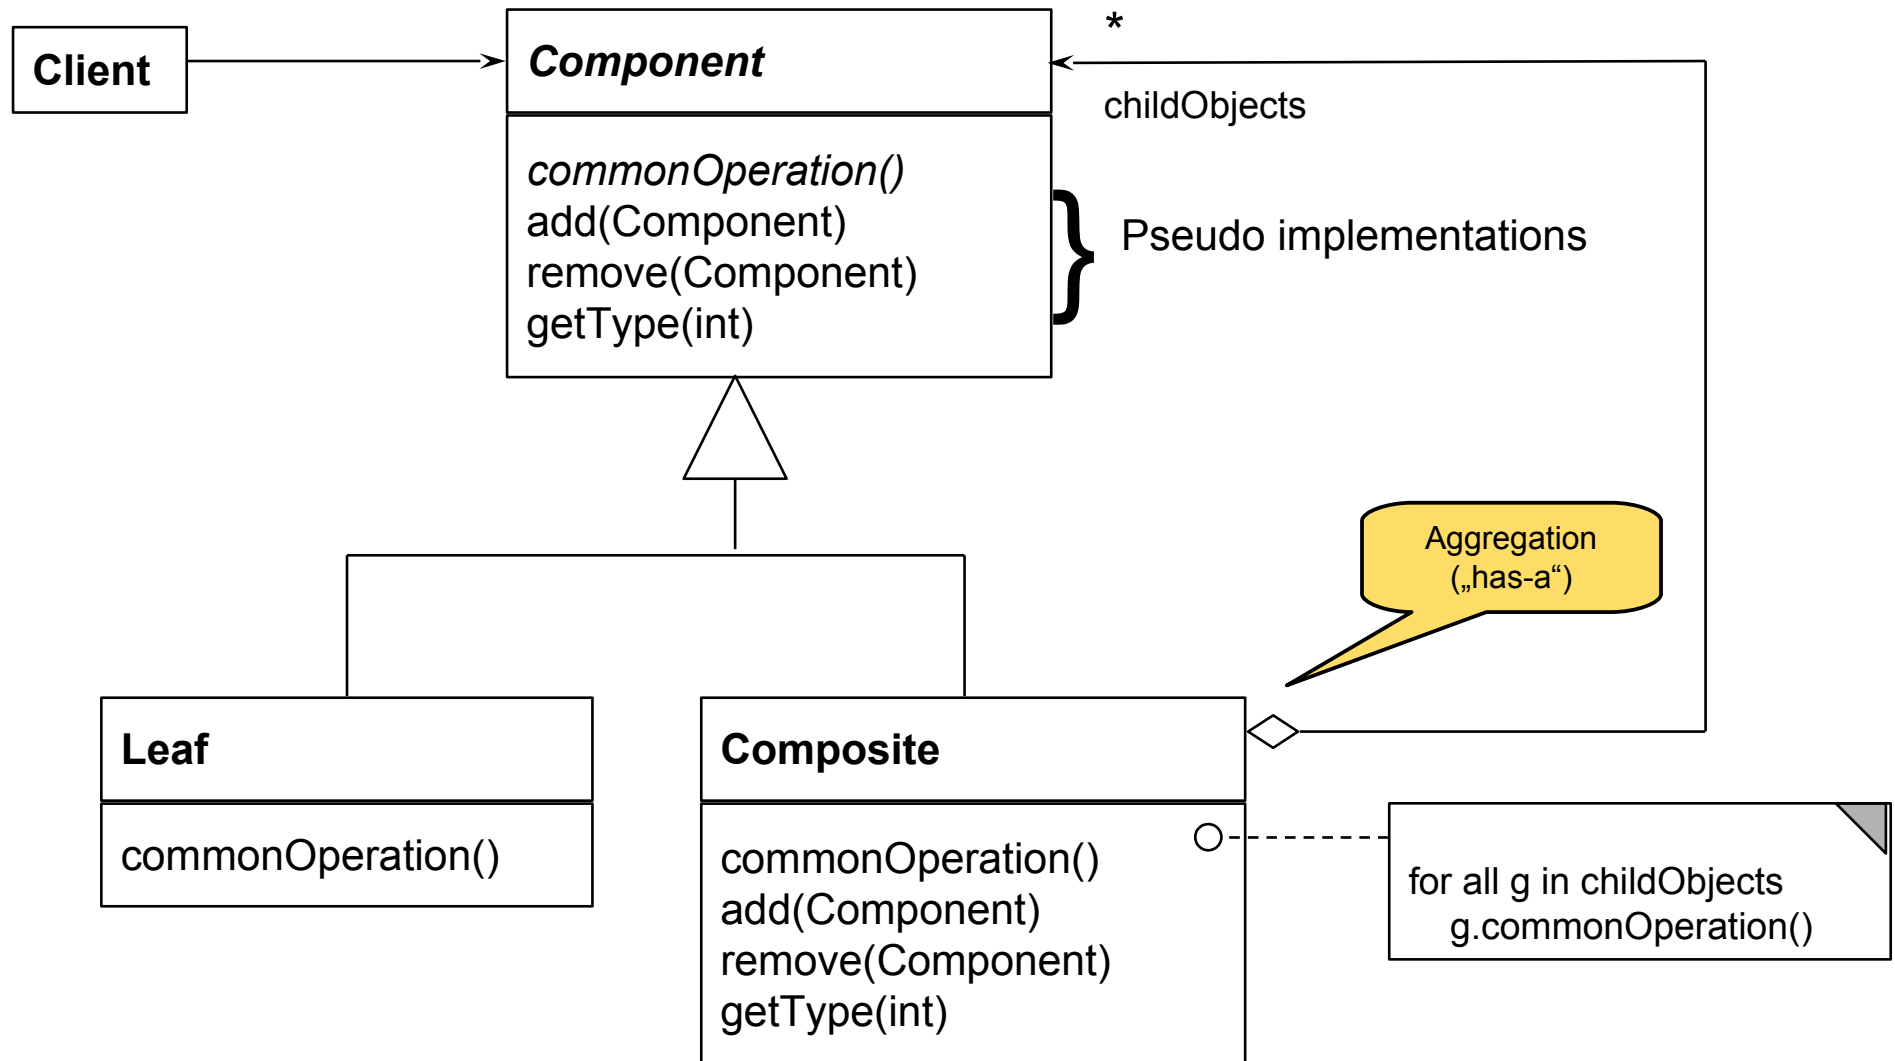 Client
Component
*
childObjects
commonOperation()
add(Component)
remove(Component)
getType(int)
}
Pseudo implementations
Aggregation
(„has-a“)
Leaf
commonOperation()
Composite
commonOperation()
add(Component)
remove(Component)
getType(int)
for all g in childObjects
g.commonOperation()